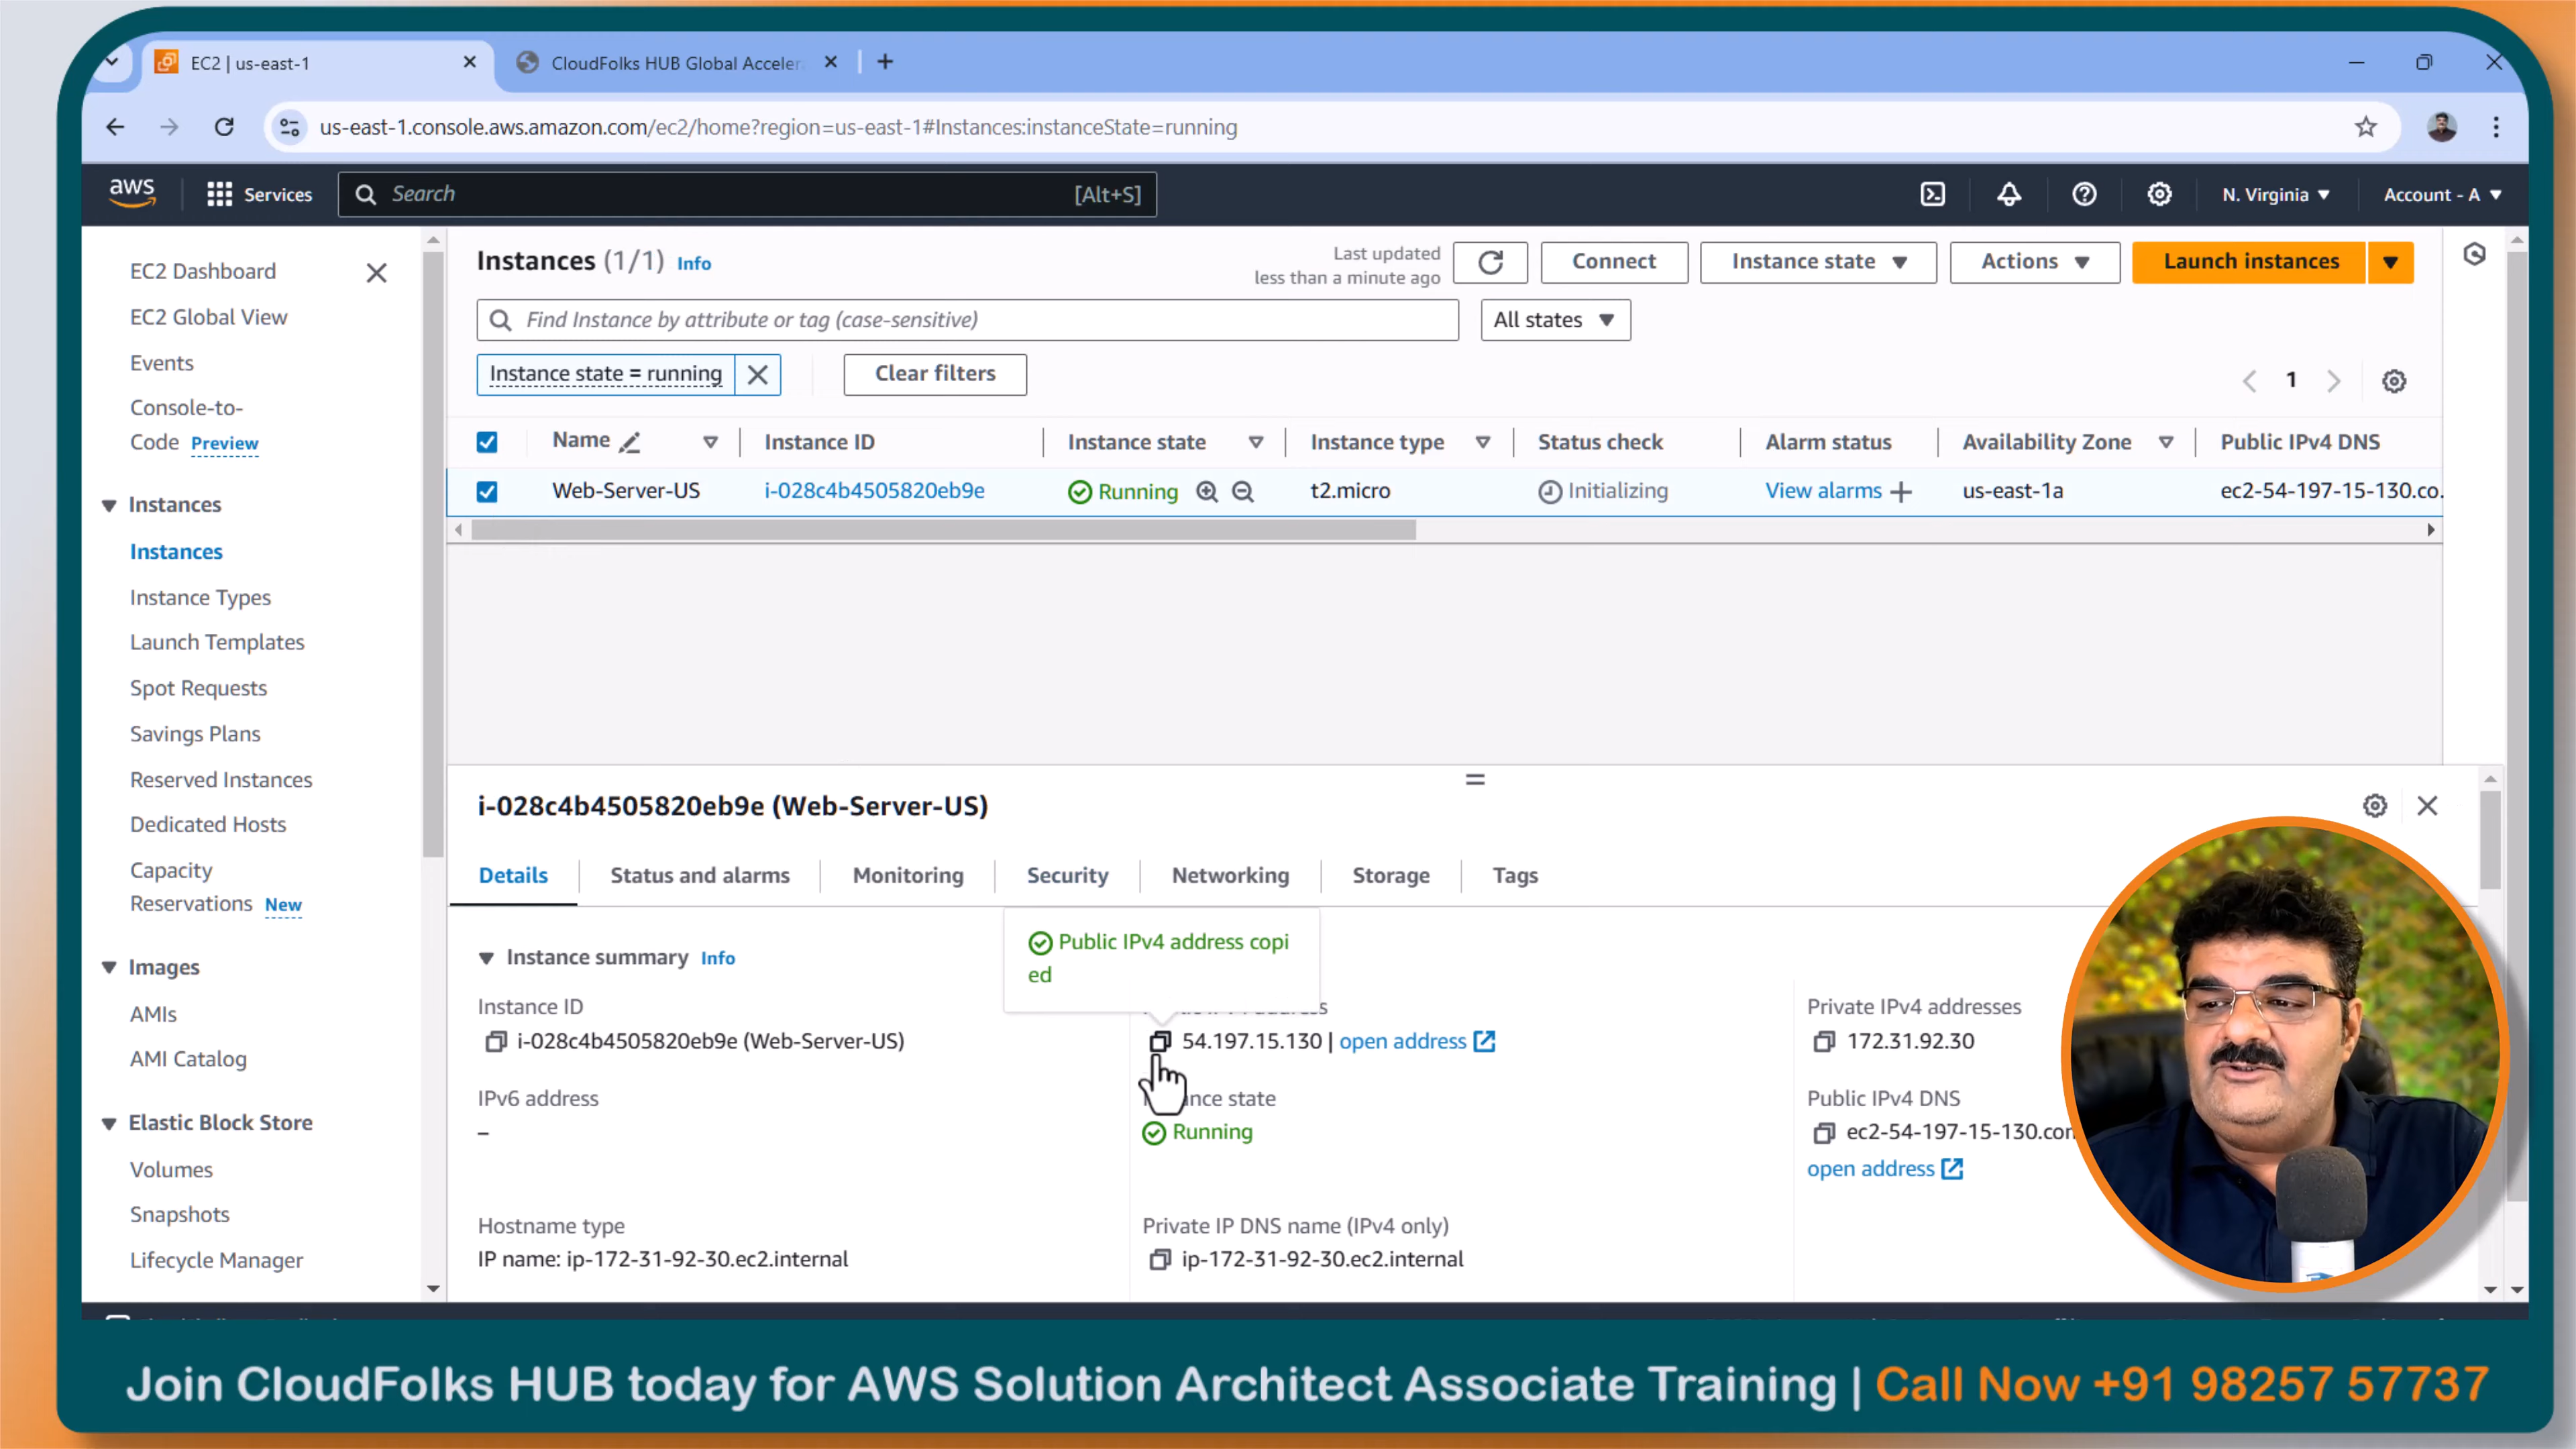 EC2 | us-east-1
CloudFolks HUB Global Acceler
us-east-1.console.aws.amazon.com/ec2/home?region=us-east-1#Instances:instanceState=running
aws
Services
Search
[Alt+S]
N. Virginia
Account - A
EC2 Dashboard
EC2 Global View
Events
Console-to-
Code Preview
Instances
Instances
Instance Types
Launch Templates
Spot Requests
Savings Plans
Reserved Instances
Dedicated Hosts
Capacity
Reservations New
Images
AMIs
AMI Catalog
Elastic Block Store
Volumes
Snapshots
Lifecycle Manager
Instances (1/1) Info
Last updated
less than a minute ago
Connect
Instance state
Actions
Launch instances
Find Instance by attribute or tag (case-sensitive)
All states
Instance state = running
Clear filters
1
Name Instance ID Instance state Instance type Status check Alarm status Availability Zone Public IPv4 DNS
Web-Server-US i-028c4b4505820eb9e Running t2.micro Initializing View alarms + us-east-1a ec2-54-197-15-130.co.
i-028c4b4505820eb9e (Web-Server-US)
Details Status and alarms Monitoring Security Networking Storage Tags
Public IPv4 address copi
ed
Instance summary Info
Instance ID
i-028c4b4505820eb9e (Web-Server-US)
54.197.15.130 | open address
Private IPv4 addresses
172.31.92.30
IPv6 address
–
nce state
Running
Public IPv4 DNS
ec2-54-197-15-130.con
open address
Hostname type
IP name: ip-172-31-92-30.ec2.internal
Private IP DNS name (IPv4 only)
ip-172-31-92-30.ec2.internal
Join CloudFolks HUB today for AWS Solution Architect Associate Training | Call Now +91 98257 57737